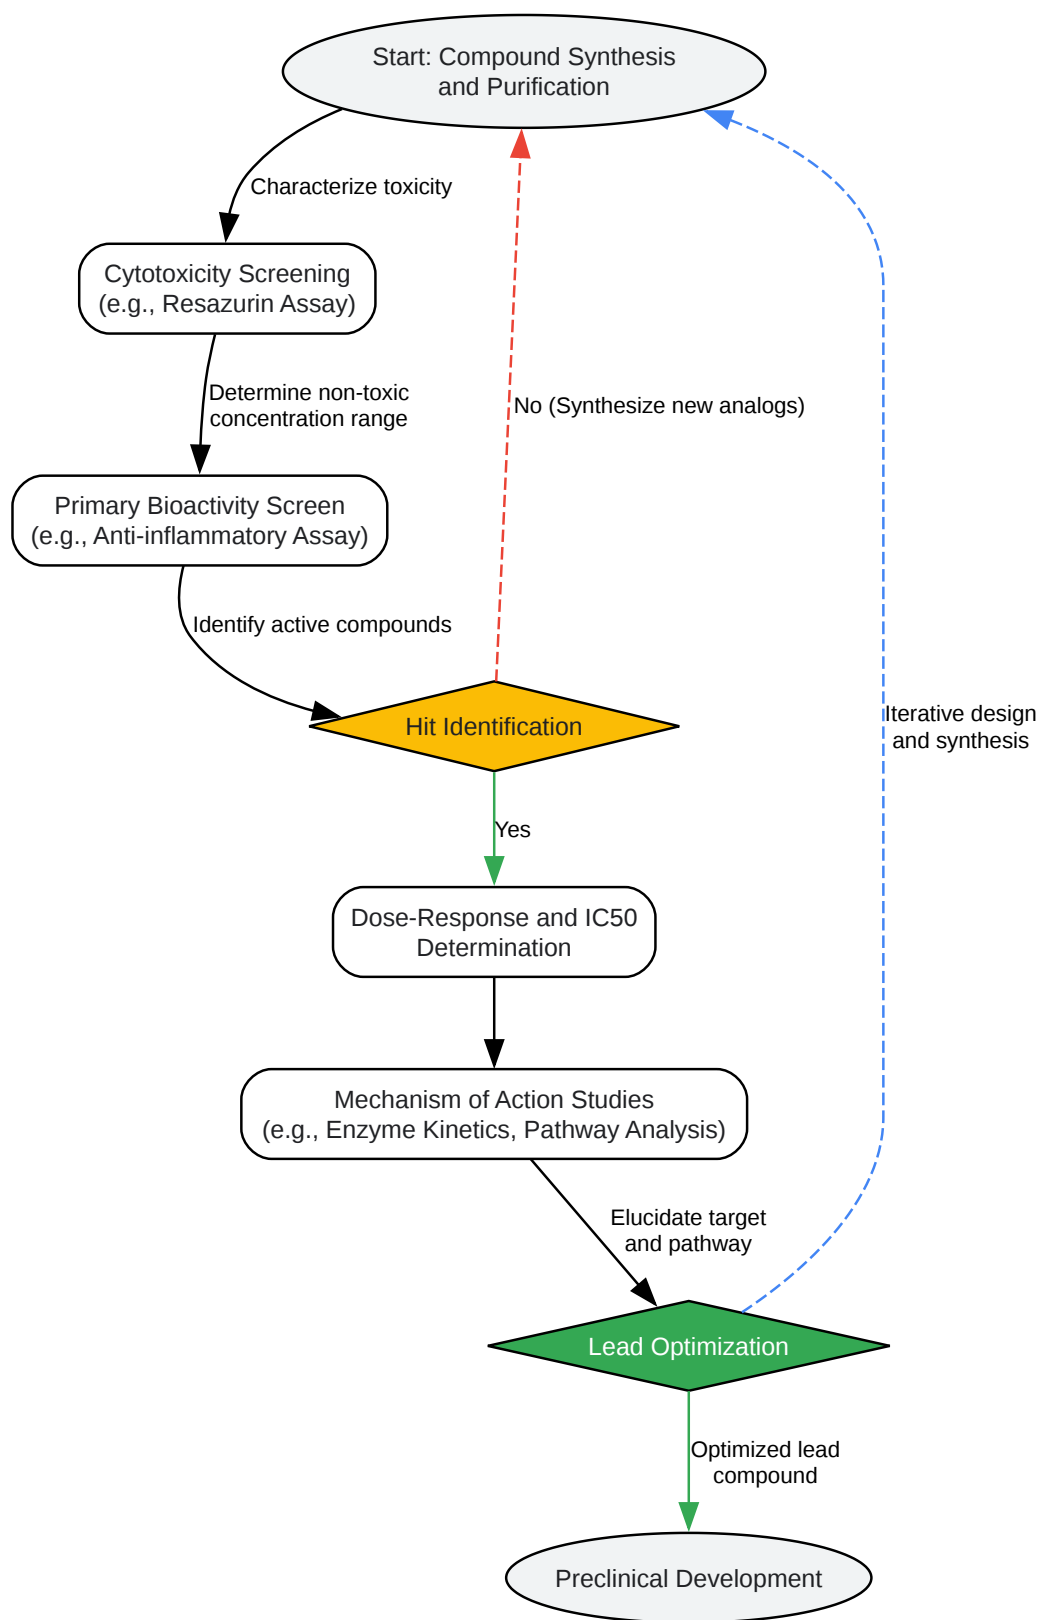 Start: Compound Synthesis
and Purification
Characterize toxicity
Cytotoxicity Screening
(e.g., Resazurin Assay)
Determine non-toxic
concentration range
No (Synthesize new analogs)
Primary Bioactivity Screen
(e.g., Anti-inflammatory Assay)
Identify active compounds
Hit Identification
Iterative design
and synthesis
Yes
Dose-Response and IC50
Determination
Mechanism of Action Studies
(e.g., Enzyme Kinetics, Pathway Analysis)
Elucidate target
and pathway
Lead Optimization
Optimized lead
compound
Preclinical Development